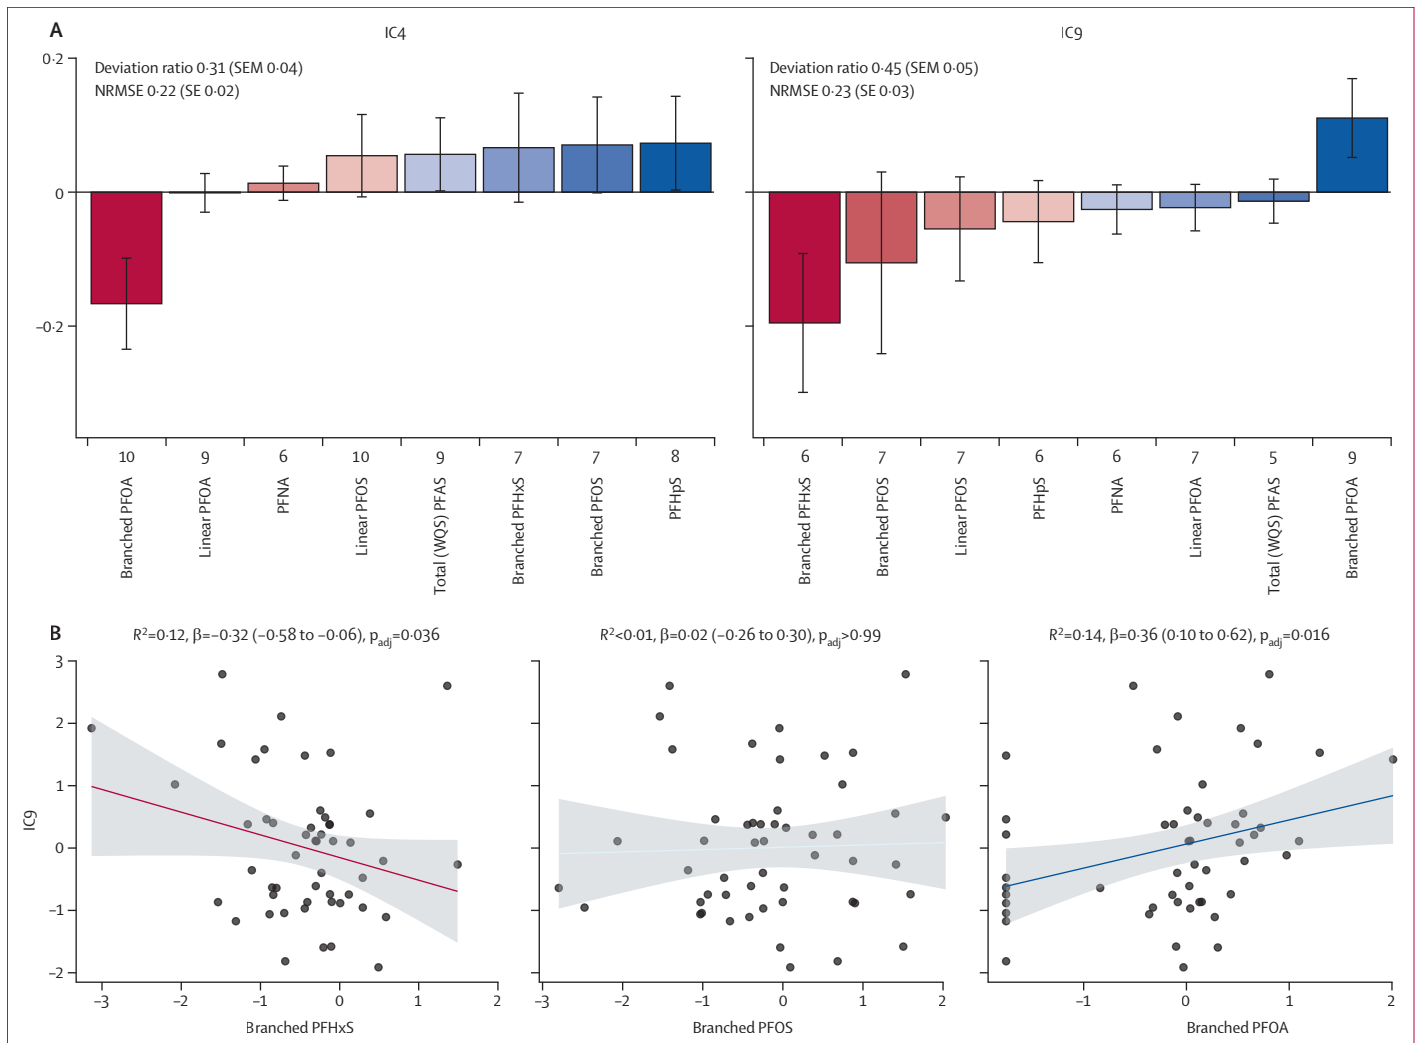 A
IC4
IC9
Deviation ratio 0·31 (SEM 0·04)
NRMSE 0·22 (SE 0·02)
Deviation ratio 0·45 (SEM 0·05)
NRMSE 0·23 (SE 0·03)
0·2
0
–0·2
10 9 6 10 9 7 7 8
6 7 7 6 6 7 5 9
Branched PFOA
Linear PFOA
PFNA
Linear PFOS
Total (WQS) PFAS
Branched PFHxS
Branched PFOS
PFHpS
Branched PFHxS
Branched PFOS
Linear PFOS
PFHpS
PFNA
Linear PFOA
Total (WQS) PFAS
Branched PFOA
B
R²=0·12, β=–0·32 (–0·58 to –0·06), padj=0·036
R²<0·01, β=0·02 (–0·26 to 0·30), padj>0·99
R²=0·14, β=0·36 (0·10 to 0·62), padj=0·016
IC9
3
2
1
0
–1
–2
–3 –2 –1 0 1 2
–3 –2 –1 0 1 2
–1 0 1 2
Branched PFHxS
Branched PFOS
Branched PFOA